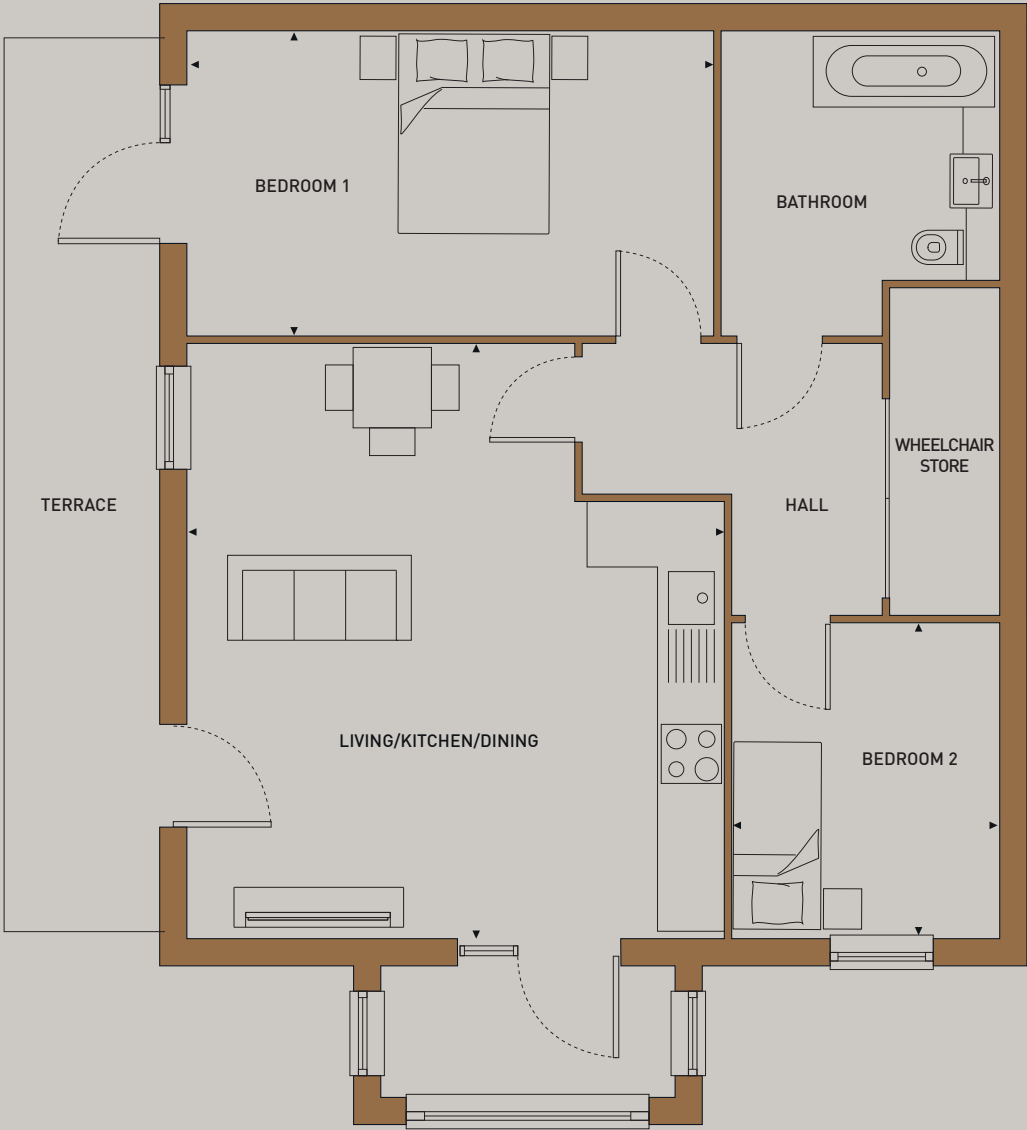 BEDROOM 1
BATHROOM
WHEELCHAIR
STORE
TERRACE
HALL
LIVING/KITCHEN/DINING
BEDROOM 2